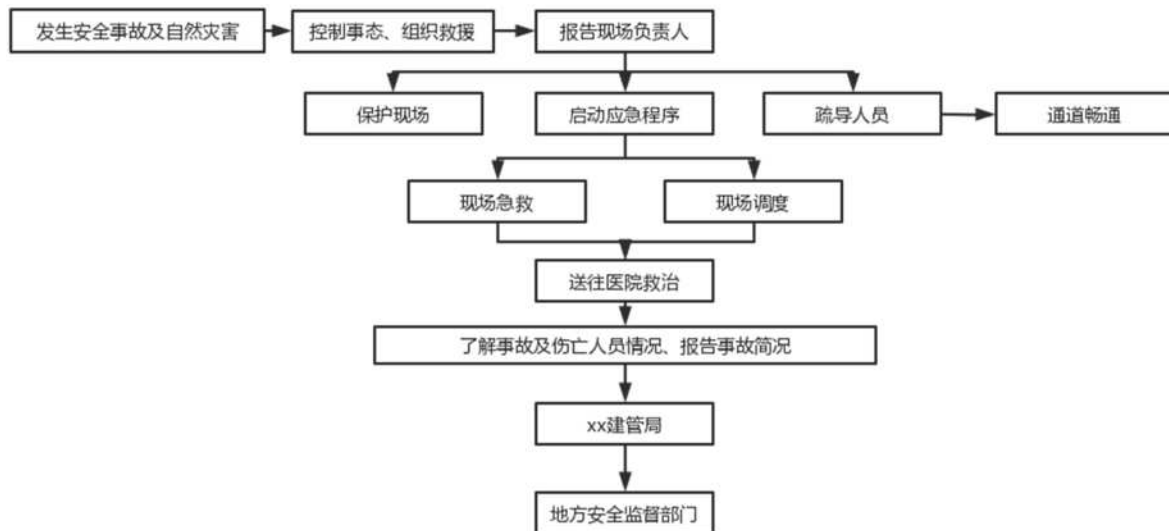 发生安全事故及自然灾害
控制事态、组织救援
报告现场负责人
保护现场
启动应急程序
疏导人员
通道畅通
现场急救
现场调度
送往医院救治
了解事故及伤亡人员情况、报告事故简况
xx建管局
地方安全监督部门